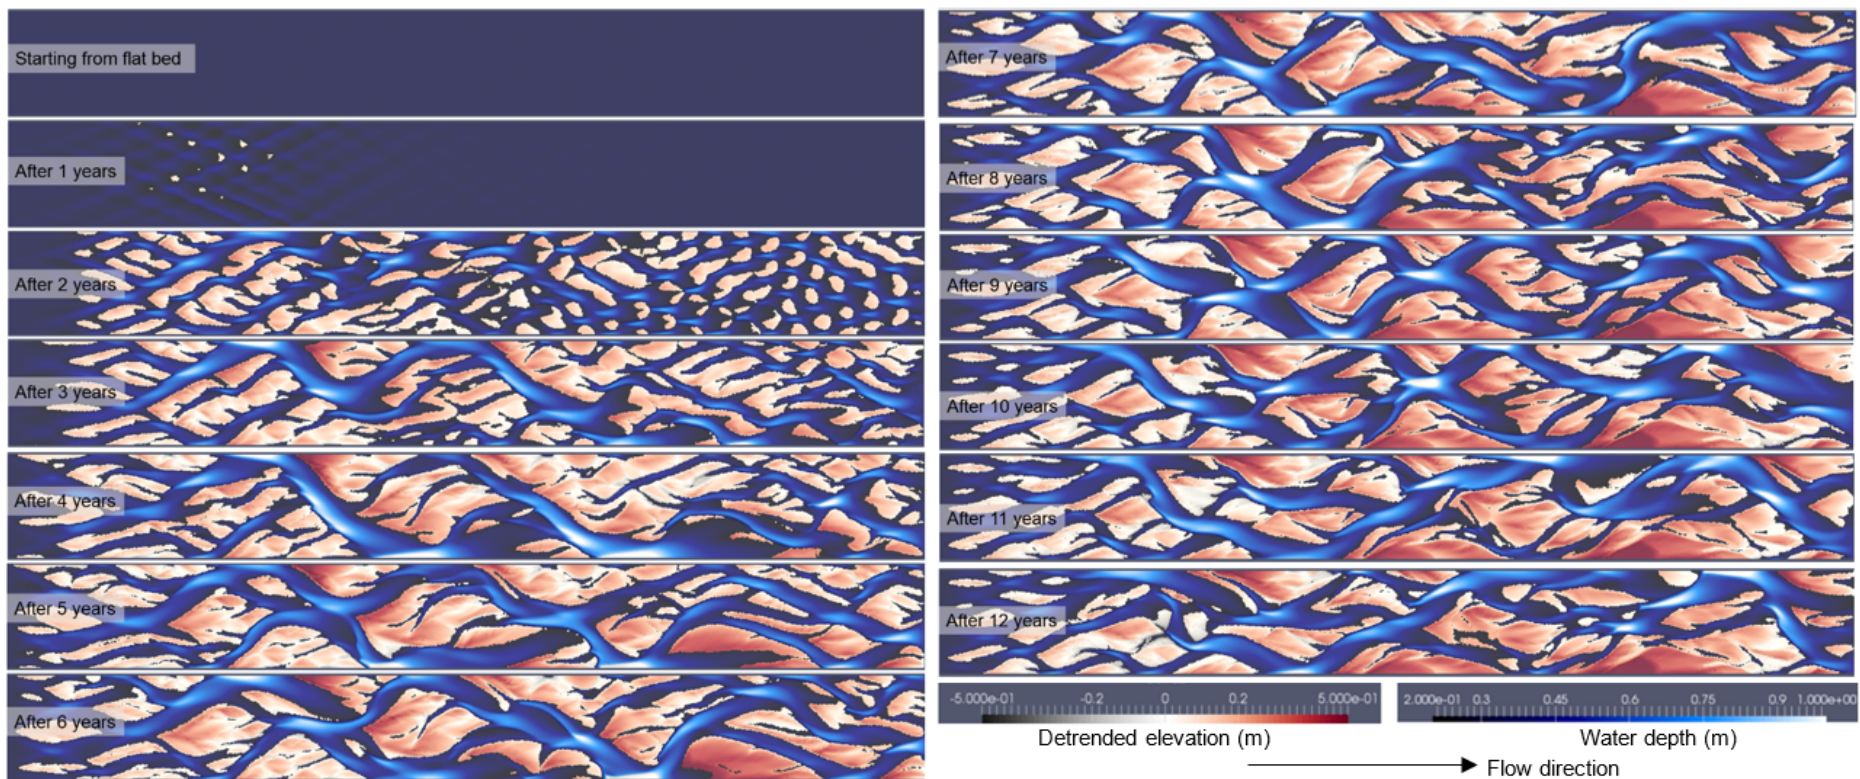 Starting from flat bed
After 1 years
After 2 years
After 3 years
After 4 years
After 5 years
After 6 years
After 7 years
After 8 years
After 9 years
After 10 years
After 11 years
After 12 years
-5.000e-01 -0.2 0 0.2 5.000e-01
Detrended elevation (m)
2.000e-01 0.3 0.45 0.6 0.75 0.9 1.000e+00
Water depth (m)
Flow direction